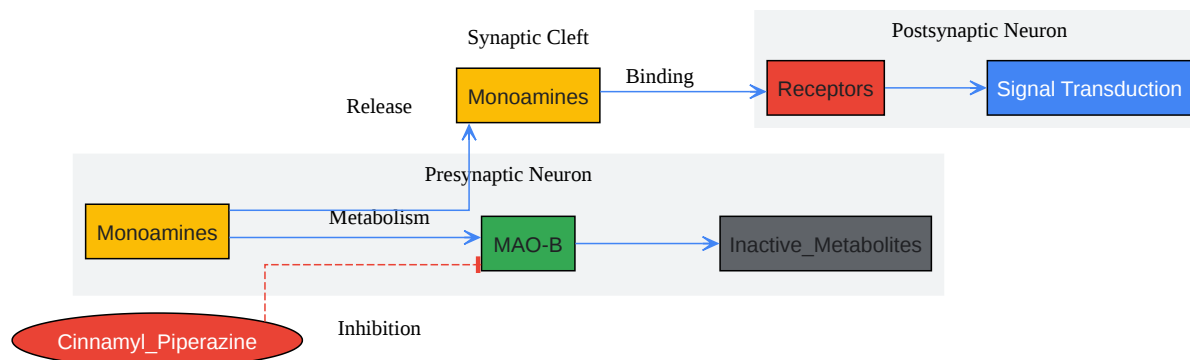 Postsynaptic Neuron
Synaptic Cleft
Binding
Receptors
Signal Transduction
Monoamines
Release
Presynaptic Neuron
Metabolism
Monoamines
MAO-B
Inactive_Metabolites
Inhibition
Cinnamyl_Piperazine